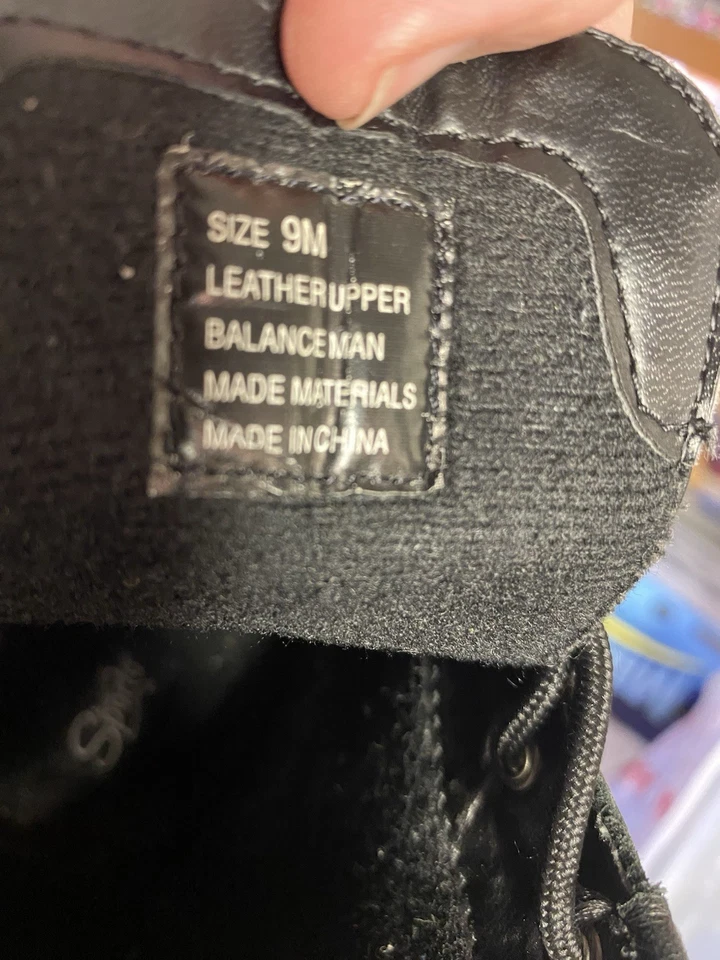 SIZE 9M
LEATHER UPPER
BALANCE MAN
MADE MATERIALS
MADE IN CHINA